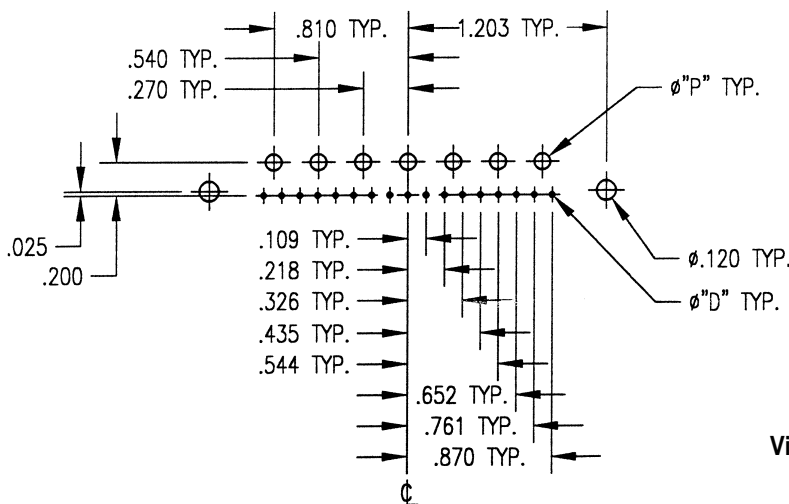 .810 TYP.
1.203 TYP.
.540 TYP.
.270 TYP.
ø"P" TYP.
.025
.200
.109 TYP.
.218 TYP.
.326 TYP.
.435 TYP.
.544 TYP.
.652 TYP.
.761 TYP.
.870 TYP.
ø.120 TYP.
ø"D" TYP.
Vi
℄